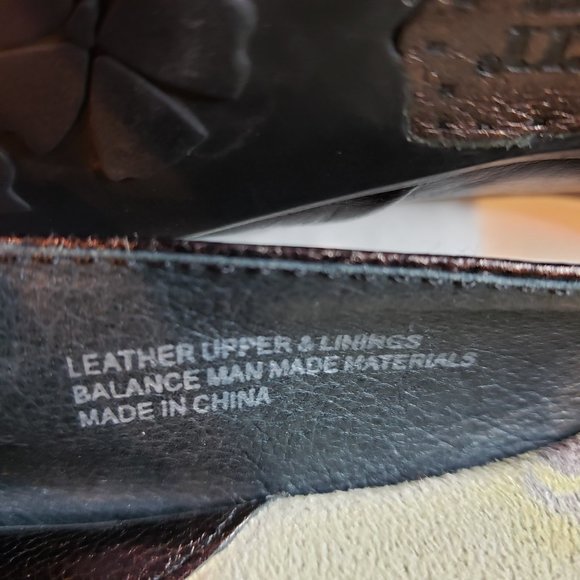 LEATHER UPPER & LININGS
BALANCE MAN MADE MATERIALS
MADE IN CHINA